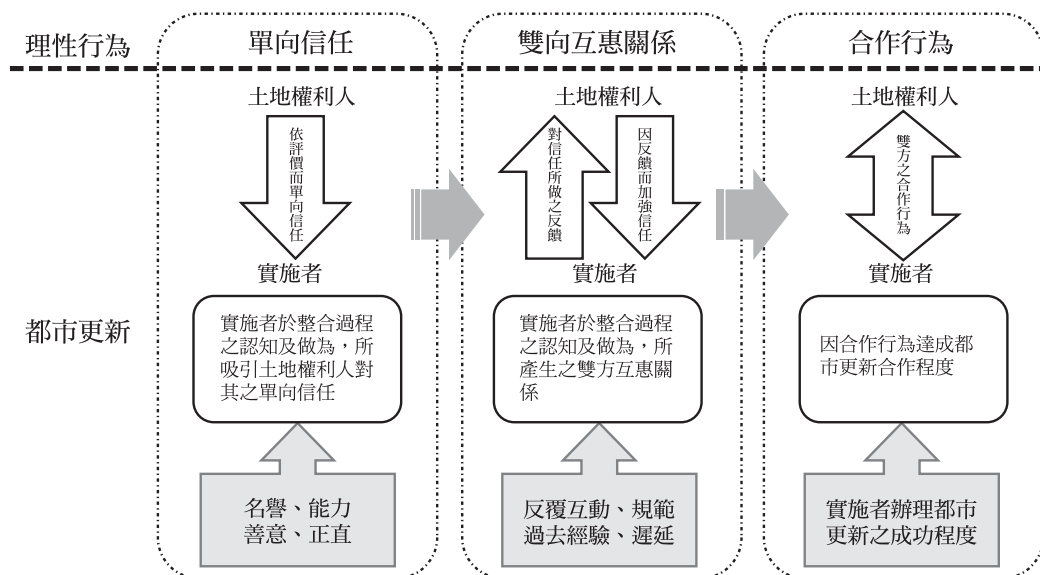 理性行為
單向信任
雙向互惠關係
合作行為
土地權利人
依評價而單向信任
實施者
土地權利人
對信任所做之反饋
因反饋而加強信任
實施者
土地權利人
雙方之合作行為
實施者
都市更新
實施者於整合過程
之認知及做為，所
吸引土地權利人對
其之單向信任
實施者於整合過程
之認知及做為，所
產生之雙方互惠關
係
因合作行為達成都
市更新合作程度
名譽、能力
善意、正直
反覆互動、規範
過去經驗、遲延
實施者辦理都市
更新之成功程度